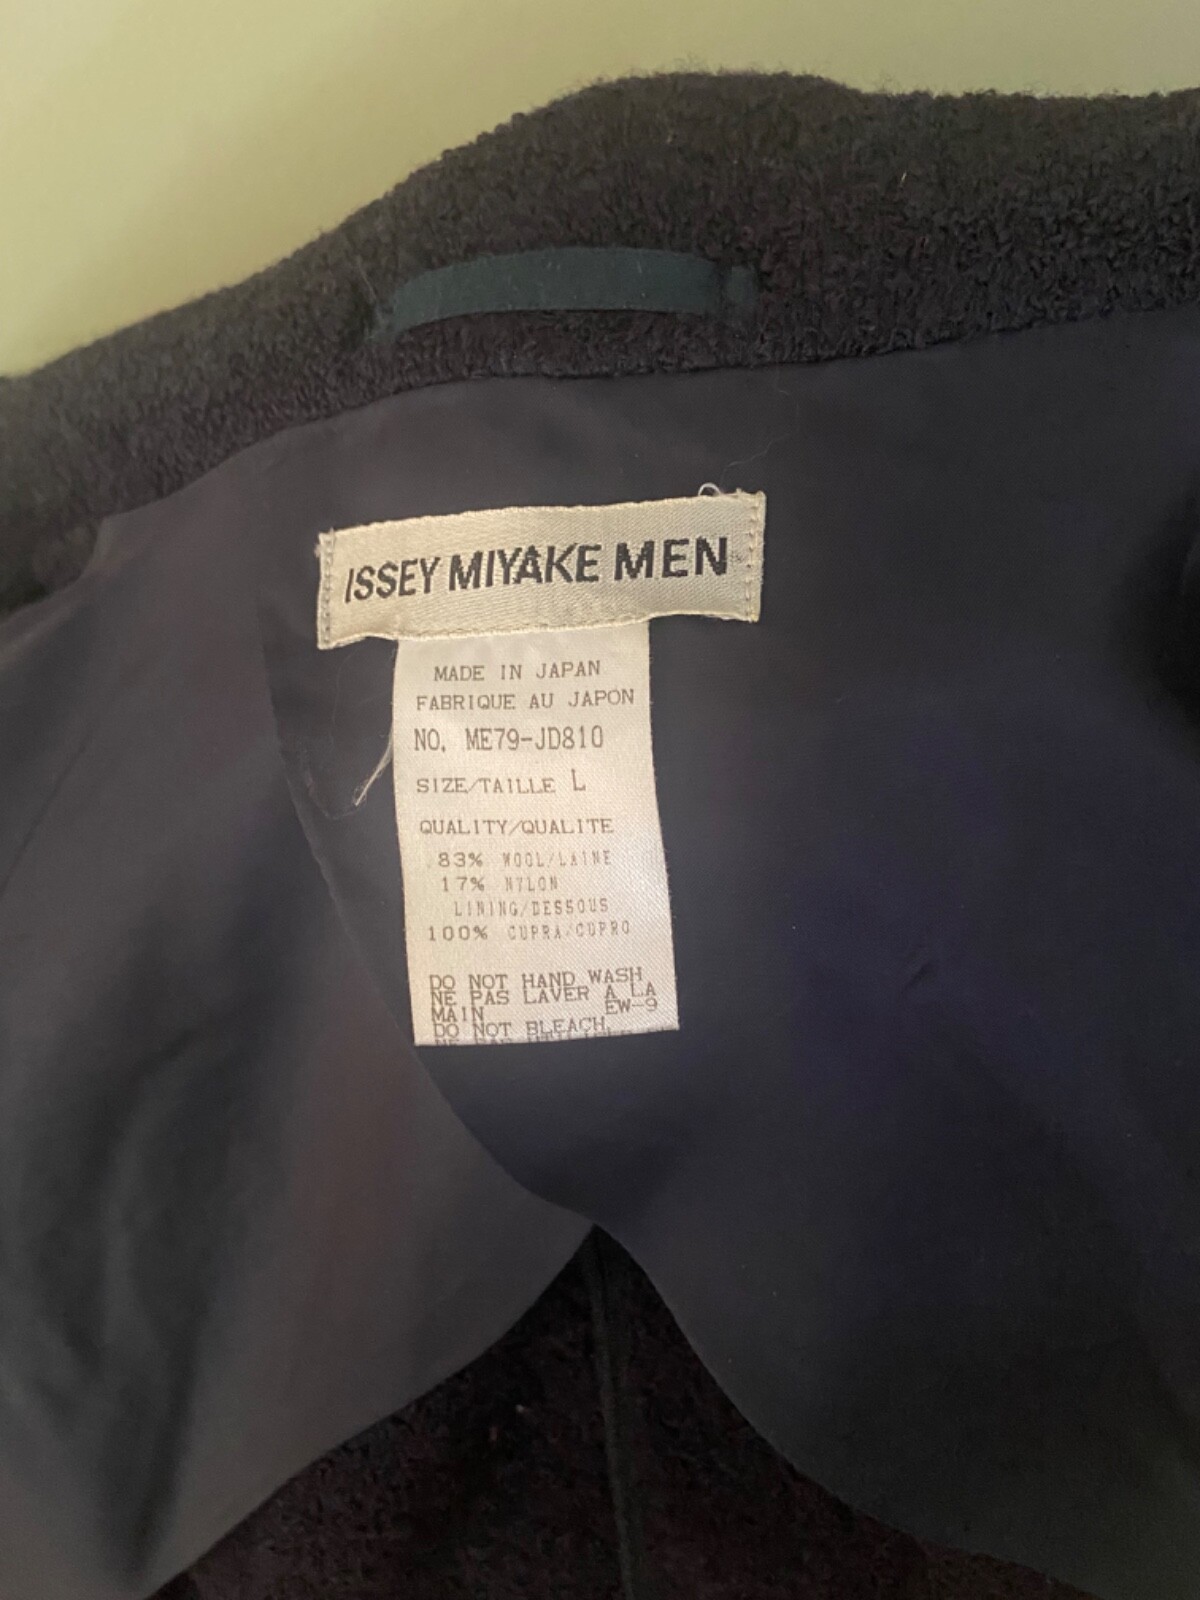 ISSEY MIYAKE MEN
MADE IN JAPAN
FABRIQUE AU JAPON
NO. ME79-JD810
SIZE/TAILLE L
QUALITY/QUALITE
83% WOOL/LAINE
17% NYLON
LINING/DESSOUS
100% CUPRA/CUPRO
DO NOT HAND WASH
NE PAS LAVER A LA
MAIN EW-9
DO NOT BLEACH